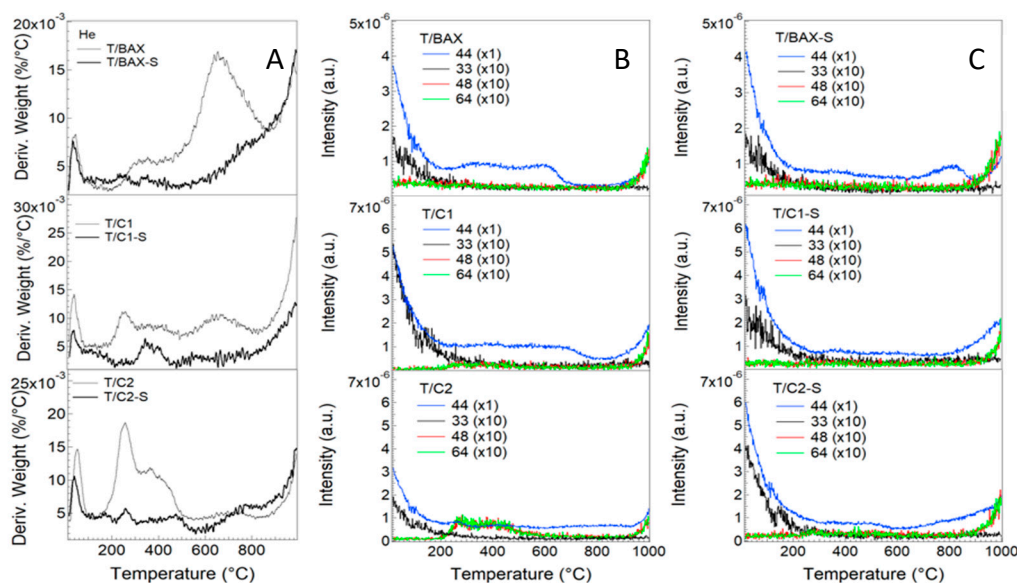 A
Deriv. Weight (%/°C)
20x10⁻³
15
10
5
He
T/BAX
T/BAX-S
Deriv. Weight (%/°C)
30x10⁻³
25
20
15
10
5
T/C1
T/C1-S
Deriv. Weight (%/°C)
25x10⁻³
20
15
10
5
T/C2
T/C2-S
200 400 600 800
Temperature (°C)
B
Intensity (a.u.)
5x10⁻⁶
4
3
2
1
T/BAX
44 (x1)
33 (x10)
48 (x10)
64 (x10)
Intensity (a.u.)
7x10⁻⁶
6
5
4
3
2
1
T/C1
44 (x1)
33 (x10)
48 (x10)
64 (x10)
Intensity (a.u.)
7x10⁻⁶
6
5
4
3
2
1
0
T/C2
44 (x1)
33 (x10)
48 (x10)
64 (x10)
200 400 600 800 1000
Temperature (°C)
C
Intensity (a.u.)
5x10⁻⁶
4
3
2
1
T/BAX-S
44 (x1)
33 (x10)
48 (x10)
64 (x10)
Intensity (a.u.)
7x10⁻⁶
6
5
4
3
2
1
T/C1-S
44 (x1)
33 (x10)
48 (x10)
64 (x10)
Intensity (a.u.)
7x10⁻⁶
6
5
4
3
2
1
0
T/C2-S
44 (x1)
33 (x10)
48 (x10)
64 (x10)
200 400 600 800 1000
Temperature (°C)